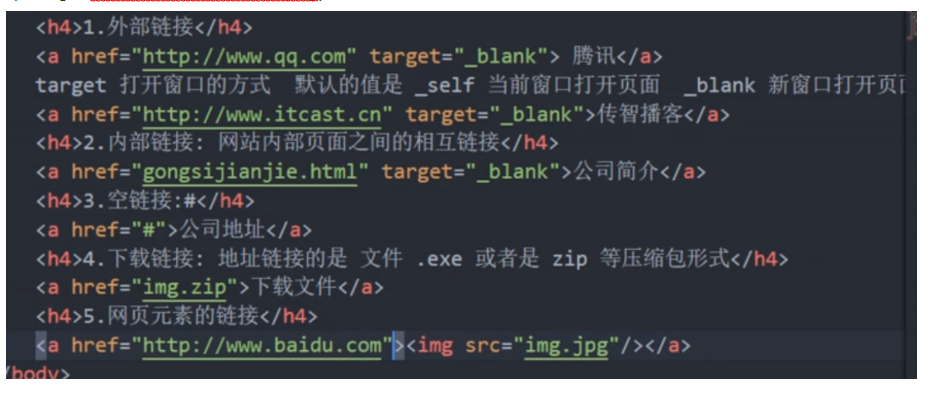 <h4>1.外部链接</h4>
<a href="http://www.qq.com" target="_blank"> 腾讯</a>
target 打开窗口的方式  默认的值是 _self 当前窗口打开页面  _blank 新窗口打开页
<a href="http://www.itcast.cn" target="_blank">传智播客</a>
<h4>2.内部链接: 网站内部页面之间的相互链接</h4>
<a href="gongsijianjie.html" target="_blank">公司简介</a>
<h4>3.空链接:#</h4>
<a href="#">公司地址</a>
<h4>4.下载链接: 地址链接的是 文件 .exe 或者是 zip 等压缩包形式</h4>
<a href="img.zip">下载文件</a>
<h4>5.网页元素的链接</h4>
<a href="http://www.baidu.com"><img src="img.jpg"/></a>
/body>